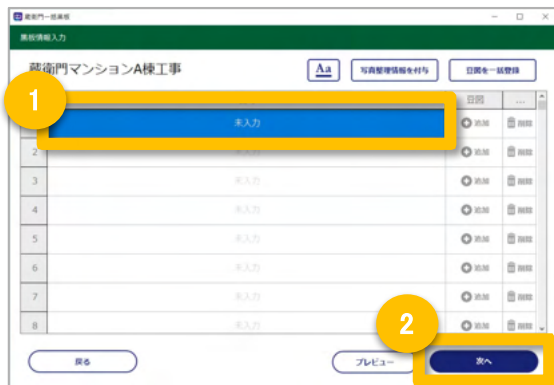 蔵衛門一括黒板
黒板情報入力
蔵衛門マンションA棟工事
Aa
写真整理情報を付与
豆図を一括登録
1
豆図 ...
未入力 追加 削除
2 未入力 追加 削除
3 未入力 追加 削除
4 未入力 追加 削除
5 未入力 追加 削除
6 未入力 追加 削除
7 未入力 追加 削除
8 未入力 追加 削除
2
戻る
プレビュー
次へ